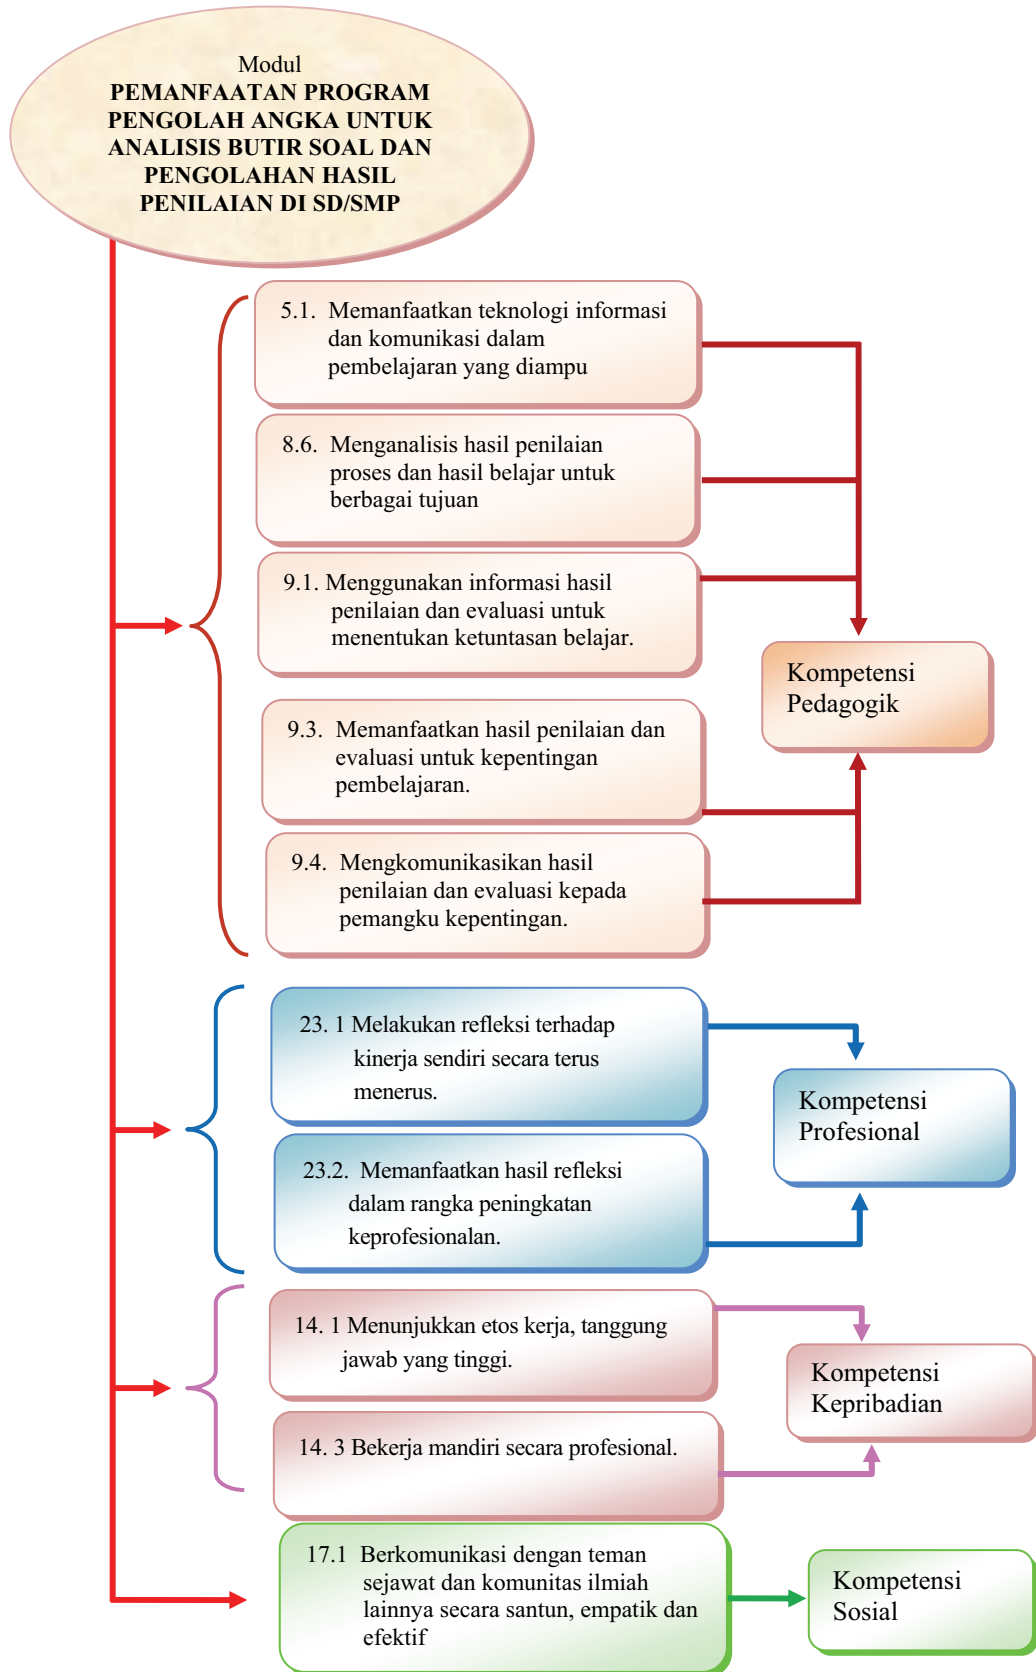 Modul
PEMANFAATAN PROGRAM
PENGOLAH ANGKA UNTUK
ANALISIS BUTIR SOAL DAN
PENGOLAHAN HASIL
PENILAIAN DI SD/SMP
5.1. Memanfaatkan teknologi informasi
dan komunikasi dalam
pembelajaran yang diampu
8.6. Menganalisis hasil penilaian
proses dan hasil belajar untuk
berbagai tujuan
9.1. Menggunakan informasi hasil
penilaian dan evaluasi untuk
menentukan ketuntasan belajar.
Kompetensi
Pedagogik
9.3. Memanfaatkan hasil penilaian dan
evaluasi untuk kepentingan
pembelajaran.
9.4. Mengkomunikasikan hasil
penilaian dan evaluasi kepada
pemangku kepentingan.
23. 1 Melakukan refleksi terhadap
kinerja sendiri secara terus
menerus.
Kompetensi
Profesional
23.2. Memanfaatkan hasil refleksi
dalam rangka peningkatan
keprofesionalan.
14. 1 Menunjukkan etos kerja, tanggung
jawab yang tinggi.
Kompetensi
Kepribadian
14. 3 Bekerja mandiri secara profesional.
17.1 Berkomunikasi dengan teman
sejawat dan komunitas ilmiah
lainnya secara santun, empatik dan
efektif
Kompetensi
Sosial